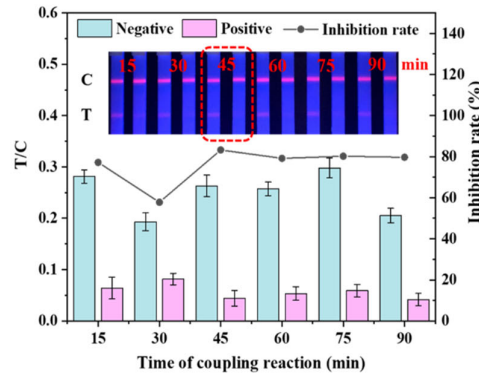 Negative Positive Inhibition rate
15 30 45 60 75 90 min
C
T
T/C
0.6
0.5
0.4
0.3
0.2
0.1
0.0
140
120
100
80
60
40
20
0
Inhibition rate (%)
15 30 45 60 75 90
Time of coupling reaction (min)